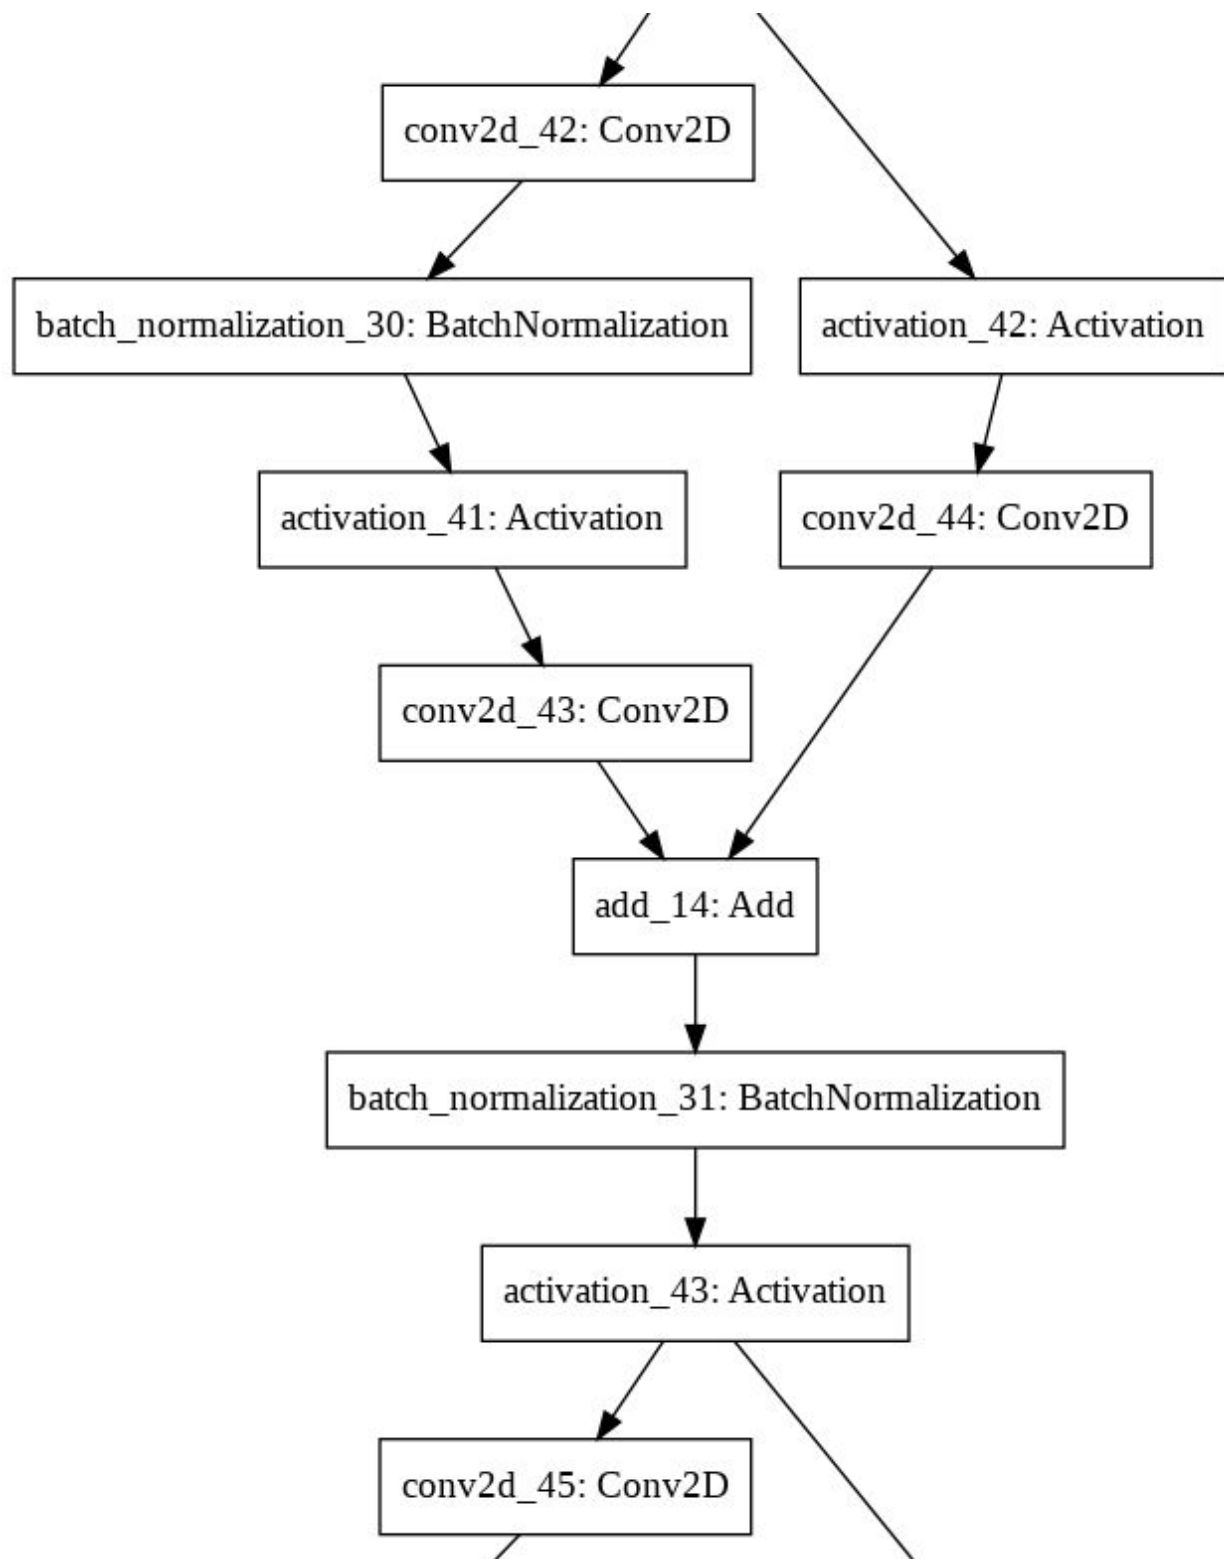 conv2d_42: Conv2D
batch_normalization_30: BatchNormalization
activation_42: Activation
activation_41: Activation
conv2d_44: Conv2D
conv2d_43: Conv2D
add_14: Add
batch_normalization_31: BatchNormalization
activation_43: Activation
conv2d_45: Conv2D